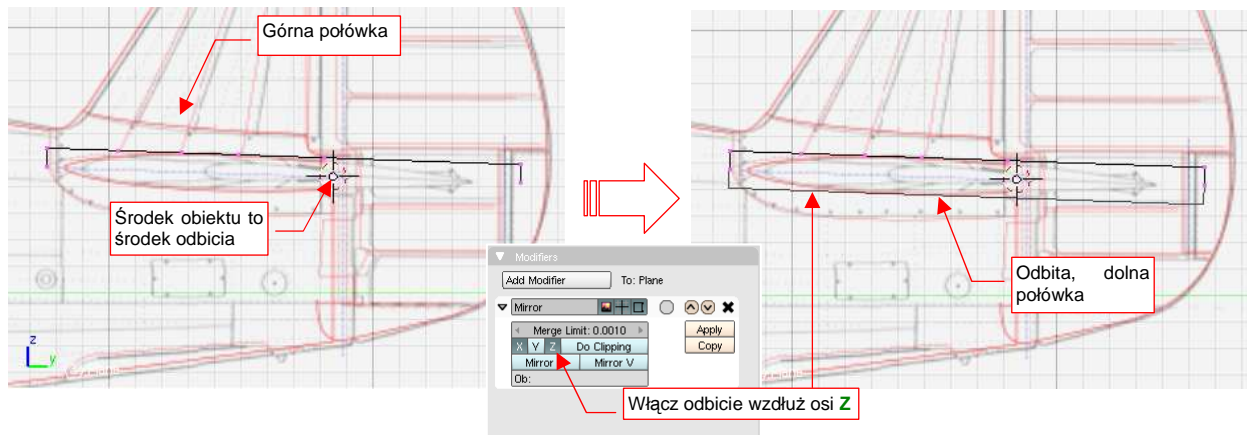 Górna połówka
Środek obiektu to
środek odbicia
Modifiers
Add Modifier
To: Plane
Mirror
Merge Limit: 0.0010
Apply
X Y Z Do Clipping
Copy
Mirror Mirror V
Ob:
Odbita, dolna
połówka
Włącz odbicie wzdłuż osi Z
z
y